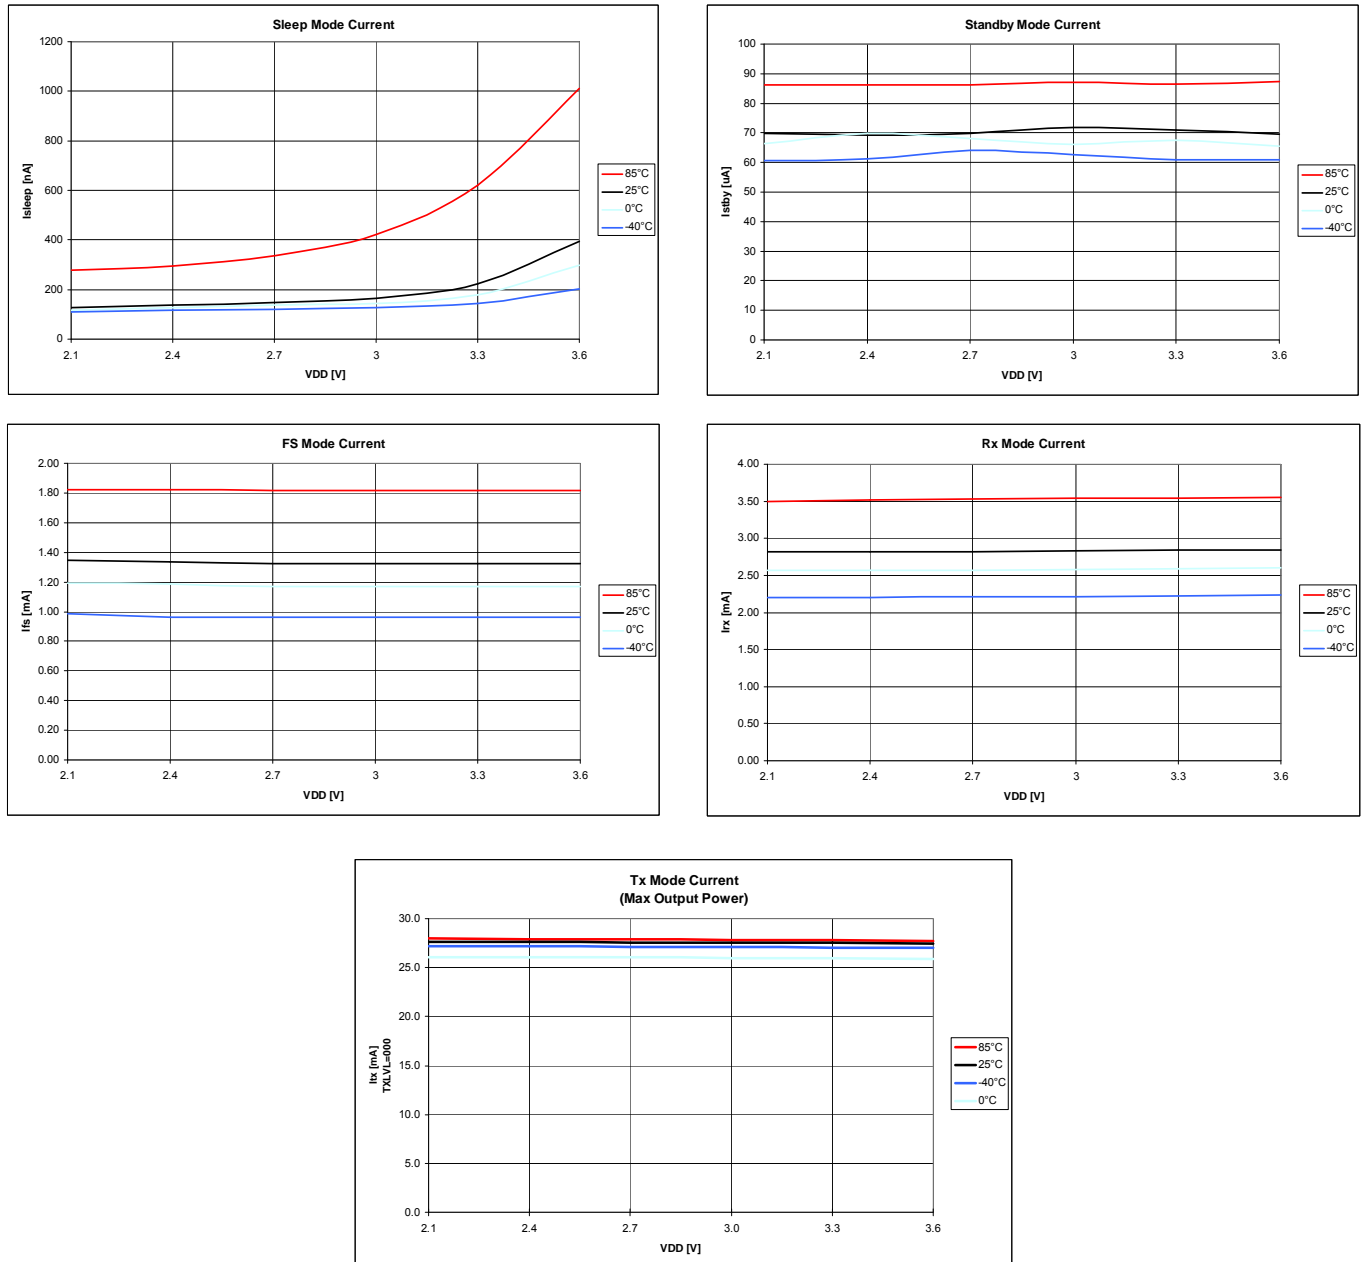 Sleep Mode Current
1200
1000
800
600
400
200
0
Isleep [nA]
2.1 2.4 2.7 3 3.3 3.6
VDD [V]
85°C
25°C
0°C
-40°C
Standby Mode Current
100
90
80
70
60
50
40
30
20
10
0
Istby [uA]
2.1 2.4 2.7 3 3.3 3.6
VDD [V]
85°C
25°C
0°C
-40°C
FS Mode Current
2.00
1.80
1.60
1.40
1.20
1.00
0.80
0.60
0.40
0.20
0.00
Ifs [mA]
2.1 2.4 2.7 3 3.3 3.6
VDD [V]
85°C
25°C
0°C
-40°C
Rx Mode Current
4.00
3.50
3.00
2.50
2.00
1.50
1.00
0.50
0.00
Irx [mA]
2.1 2.4 2.7 3 3.3 3.6
VDD [V]
85°C
25°C
0°C
-40°C
Tx Mode Current
(Max Output Power)
30.0
25.0
20.0
15.0
10.0
5.0
0.0
Itx [mA]
TXLVL=000
2.1 2.4 2.7 3.0 3.3 3.6
VDD [V]
85°C
25°C
-40°C
0°C